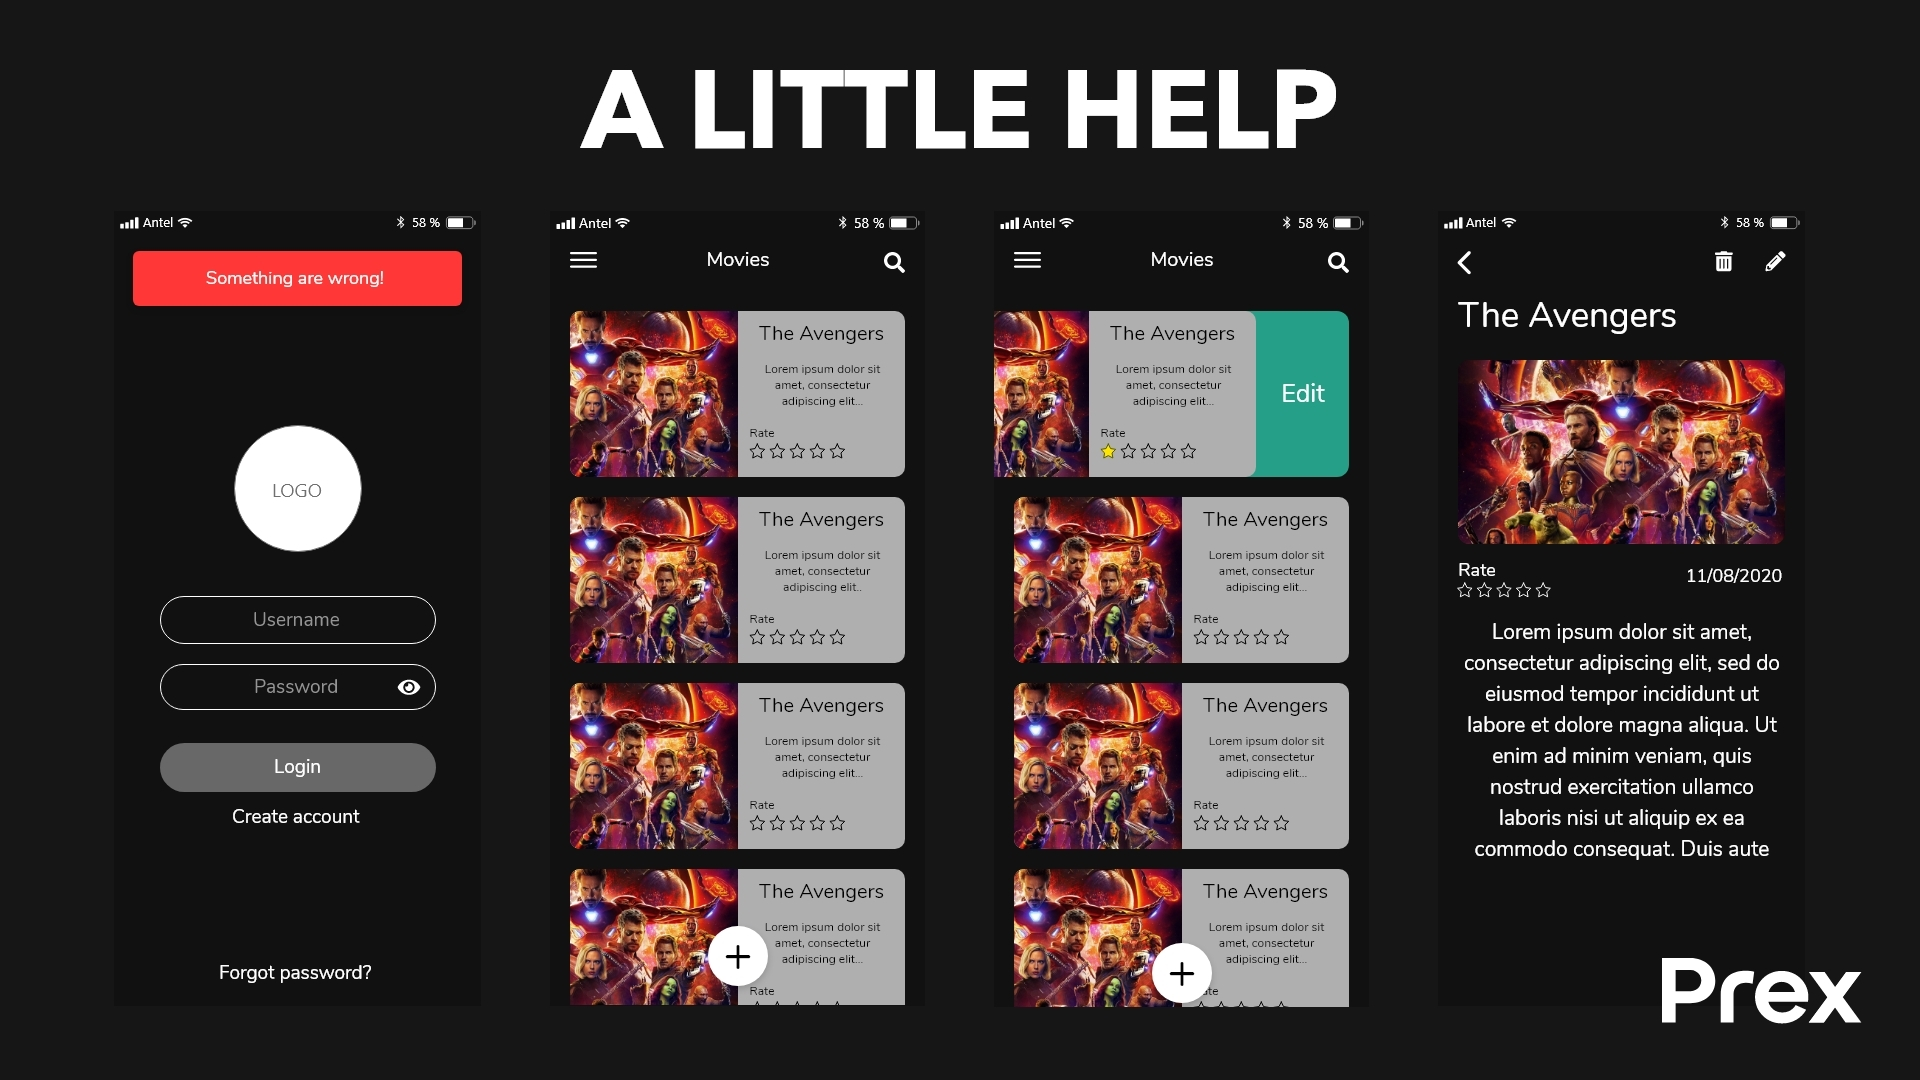 A LITTLE HELP
Antel
58 %
Something are wrong!
LOGO
Username
Password
Login
Create account
Forgot password?
Antel
58 %
Movies
The Avengers
Lorem ipsum dolor sit
amet, consectetur
adipiscing elit...
Rate
The Avengers
Lorem ipsum dolor sit
amet, consectetur
adipiscing elit..
Rate
The Avengers
Lorem ipsum dolor sit
amet, consectetur
adipiscing elit...
Rate
The Avengers
Lorem ipsum dolor sit
amet, consectetur
adipiscing elit...
Rate
Antel
58 %
Movies
The Avengers
Lorem ipsum dolor sit
amet, consectetur
adipiscing elit...
Rate
Edit
The Avengers
Lorem ipsum dolor sit
amet, consectetur
adipiscing elit...
Rate
The Avengers
Lorem ipsum dolor sit
amet, consectetur
adipiscing elit...
Rate
The Avengers
Lorem ipsum dolor sit
amet, consectetur
adipiscing elit...
ate
Antel
58 %
The Avengers
Rate
11/08/2020
Lorem ipsum dolor sit amet,
consectetur adipiscing elit, sed do
eiusmod tempor incididunt ut
labore et dolore magna aliqua. Ut
enim ad minim veniam, quis
nostrud exercitation ullamco
laboris nisi ut aliquip ex ea
commodo consequat. Duis aute
Prex